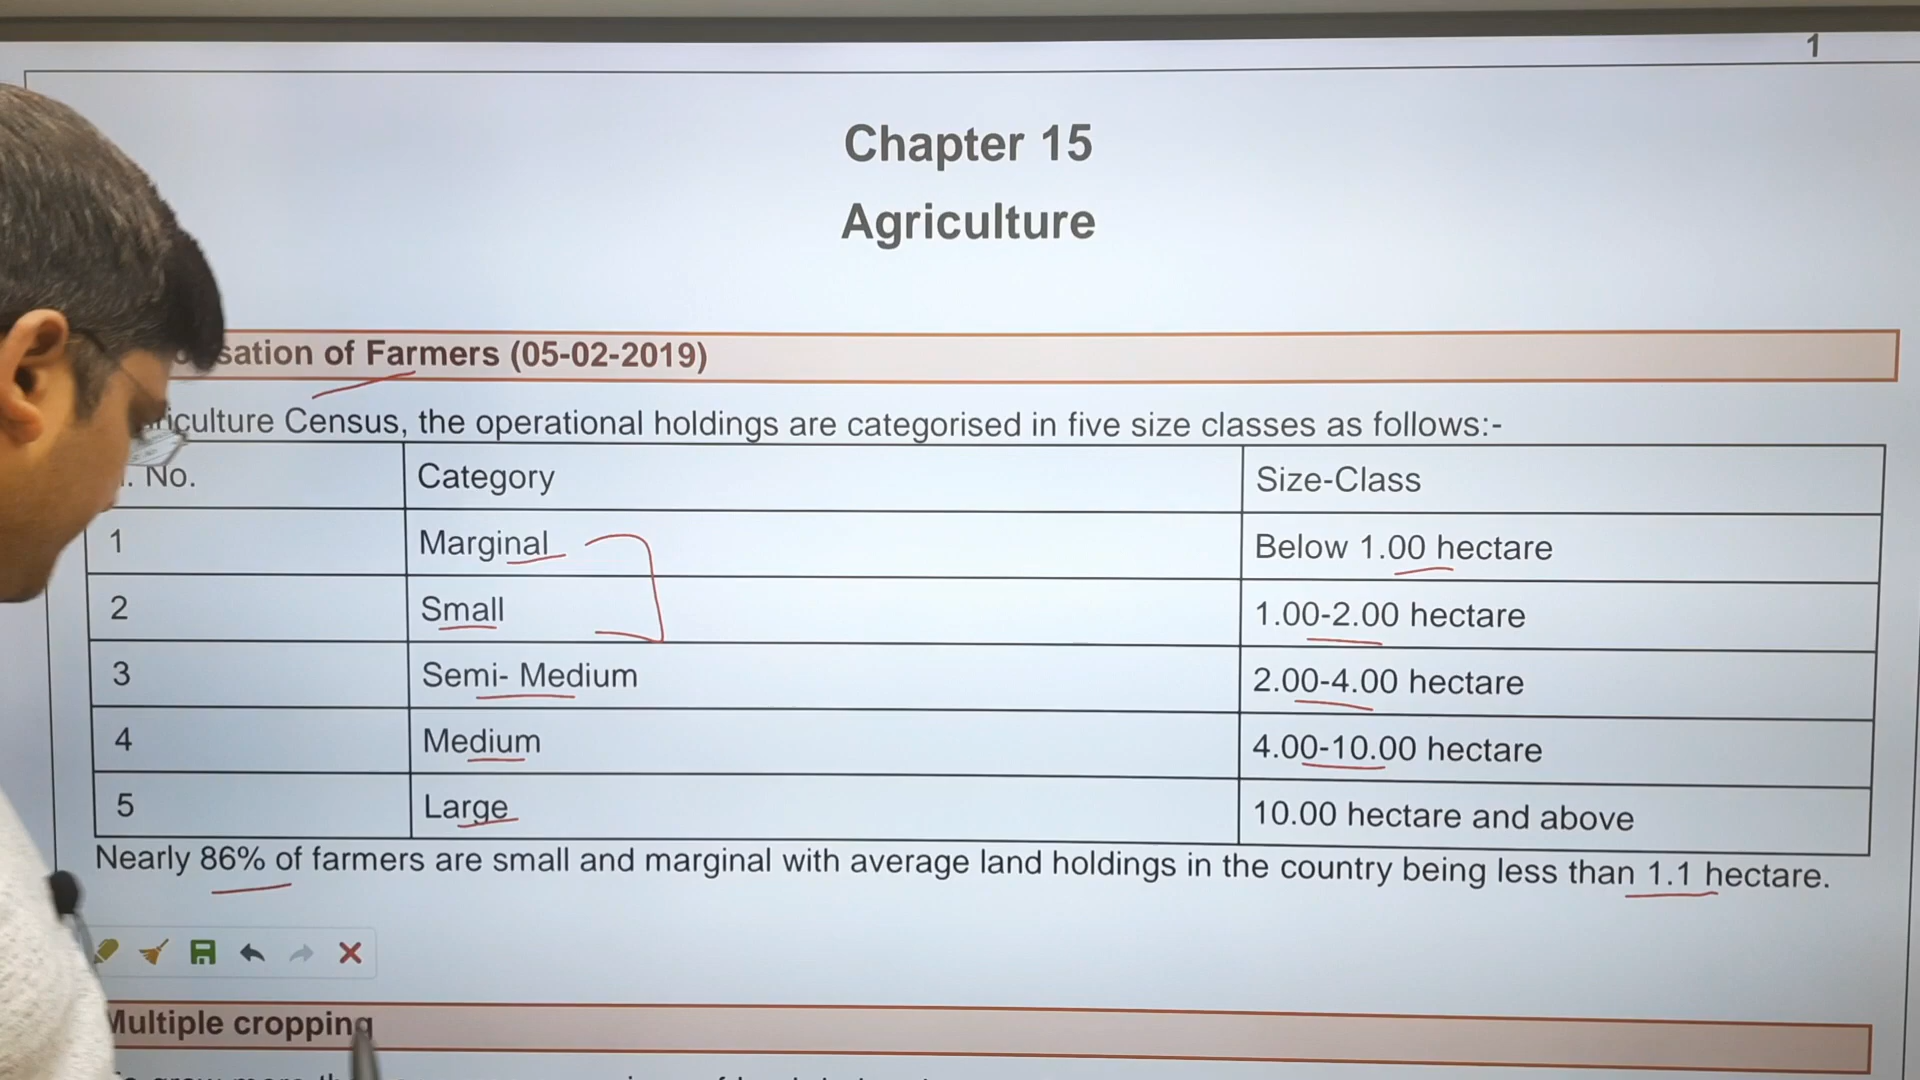 1
Chapter 15
Agriculture
of Farmers (05-02-2019)
Census, the operational holdings are categorised in five size classes as follows:-
No. Category Size-Class
1 Marginal Below 1.00 hectare
2 Small 1.00-2.00 hectare
3 Semi- Medium 2.00-4.00 hectare
4 Medium 4.00-10.00 hectare
5 Large 10.00 hectare and above
Nearly 86% of farmers are small and marginal with average land holdings in the country being less than 1.1 hectare.
Multiple cropping